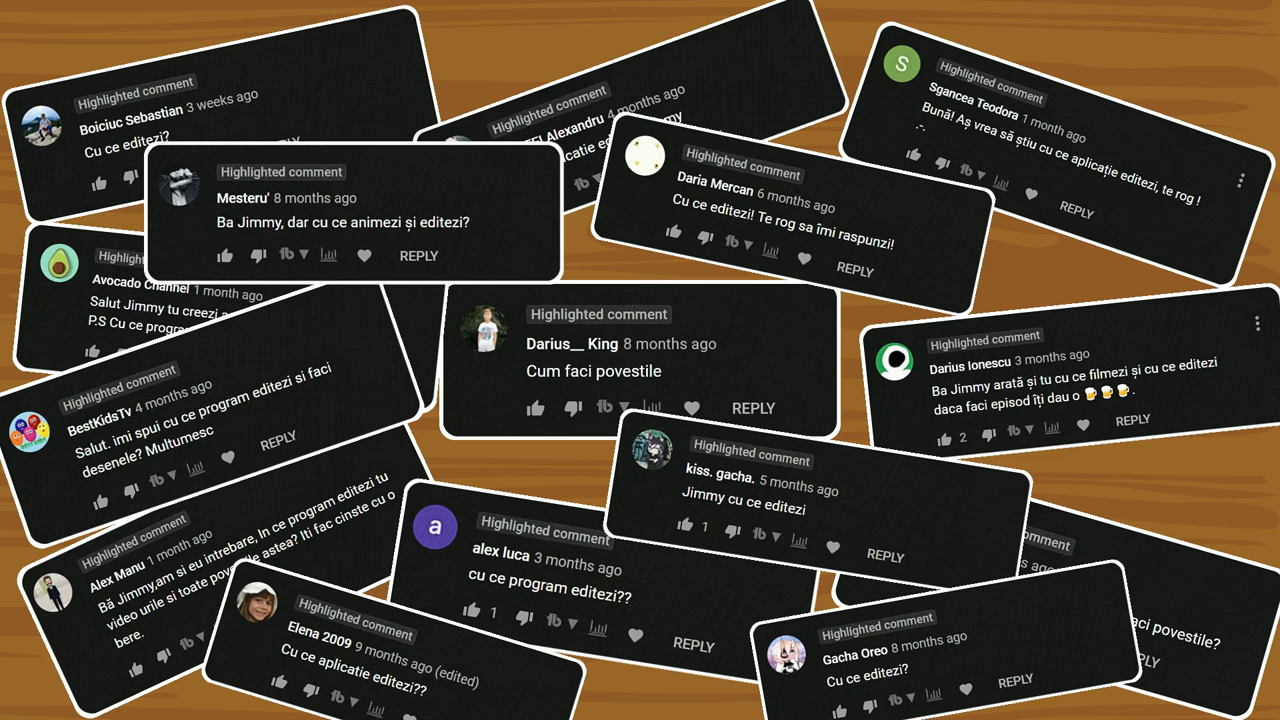 Highlighted comment
Boiciuc Sebastian 3 weeks ago
Cu ce editezi?
Highlighted comment
Alexandru 4 months ago
Highlighted comment
Sgancea Teodora 1 month ago
Bună! Aș vrea să știu cu ce aplicație editezi, te rog !
.-.
REPLY
Highlighted comment
Mesteru' 8 months ago
Ba Jimmy, dar cu ce animezi și editezi?
REPLY
Highlighted comment
Daria Mercan 6 months ago
Cu ce editezi! Te rog sa îmi raspunzi!
REPLY
Avocado Channel 1 month ago
Salut Jimmy tu creezi
P.S Cu ce
Highlighted comment
Darius__ King 8 months ago
Cum faci povestile
REPLY
Highlighted comment
Darius Ionescu 3 months ago
Ba Jimmy arată și tu cu ce filmezi și cu ce editezi
daca faci episod îți dau o 🍺🍺🍺.
2 REPLY
Highlighted comment
BestKidsTv 4 months ago
Salut. imi spui cu ce program editezi si faci
desenele? Multumesc
REPLY
Highlighted comment
kiss. gacha. 5 months ago
Jimmy cu ce editezi
1 REPLY
Highlighted comment
Alex Manu 1 month ago
Bă Jimmy,am si eu intrebare, In ce program editezi tu
video urile si toate astea? Iti fac cinste cu o
bere.
Highlighted comment
alex luca 3 months ago
cu ce program editezi??
1 REPLY
povestile?
Highlighted comment
Elena 2009 9 months ago (edited)
Cu ce aplicatie editezi??
Highlighted comment
Gacha Oreo 8 months ago
Cu ce editezi?
REPLY